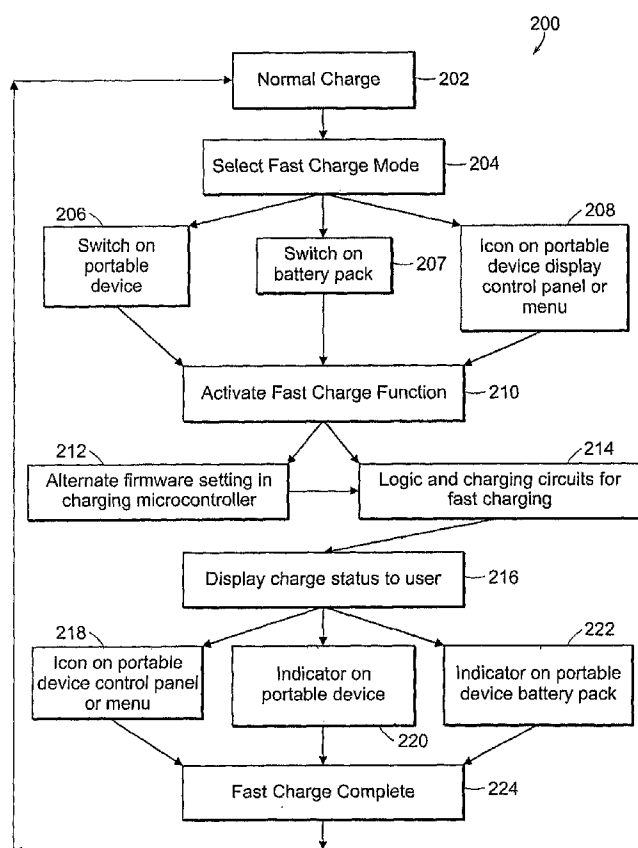 200
Normal Charge
202
Select Fast Charge Mode
204
206
208
Switch on
portable
device
Switch on
battery pack
207
Icon on portable
device display
control panel or
menu
Activate Fast Charge Function
210
212
214
Alternate firmware setting in
charging microcontroller
Logic and charging circuits for
fast charging
Display charge status to user
216
218
222
Icon on portable
device control panel
or menu
Indicator on
portable device
Indicator on portable
device battery pack
220
Fast Charge Complete
224